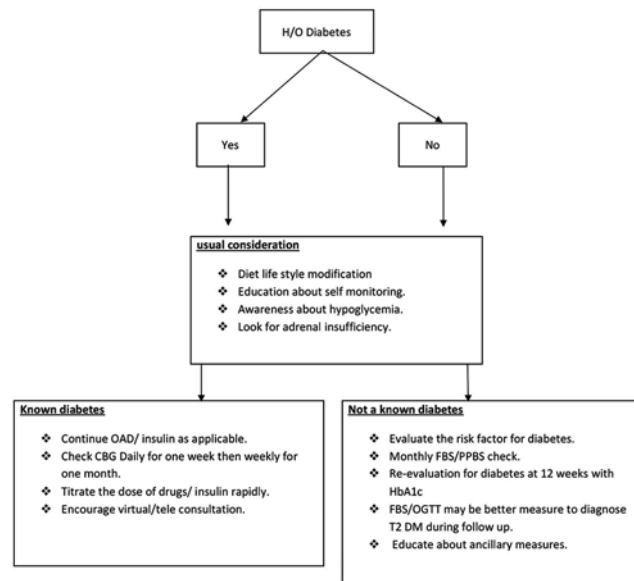 H/O Diabetes
Yes
No
usual consideration
❖ Diet life style modification
❖ Education about self monitoring.
❖ Awareness about hypoglycemia.
❖ Look for adrenal insufficiency.
Known diabetes
❖ Continue OAD/ insulin as applicable.
❖ Check CBG Daily for one week then weekly for
one month.
❖ Titrate the dose of drugs/ insulin rapidly.
❖ Encourage virtual/tele consultation.
Not a known diabetes
❖ Evaluate the risk factor for diabetes.
❖ Monthly FBS/PPBS check.
❖ Re-evaluation for diabetes at 12 weeks with
HbA1c
❖ FBS/OGTT may be better measure to diagnose
T2 DM during follow up.
❖ Educate about ancillary measures.